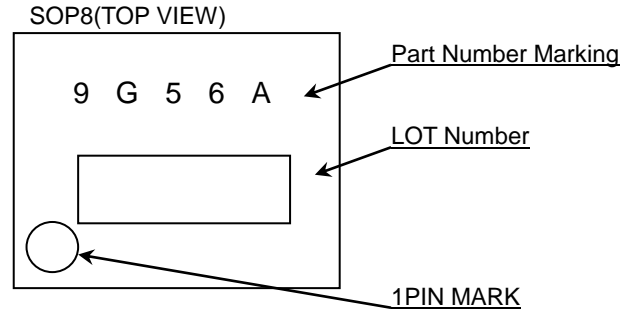 SOP8(TOP VIEW)
Part Number Marking
9 G 5 6 A
LOT Number
1PIN MARK